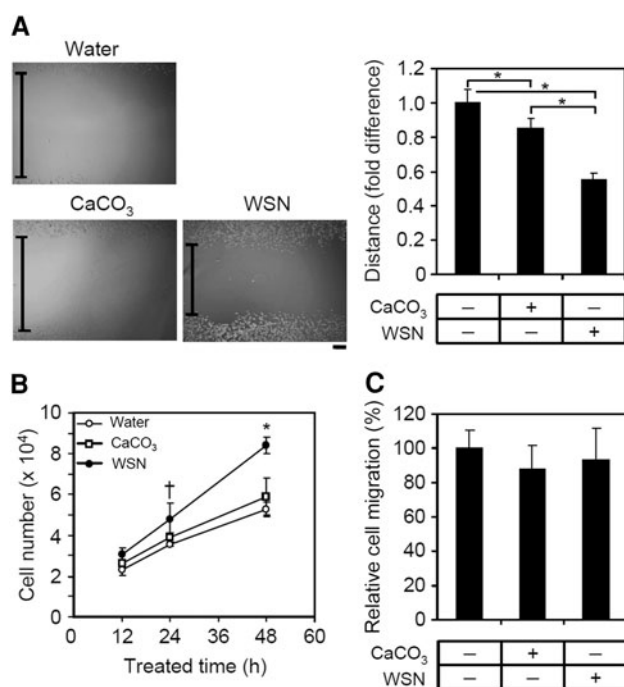 A
Water
CaCO₃
WSN
Distance (fold difference)
1.2
1.0
0.8
0.6
0.4
0.2
0
*
*
*
CaCO₃ – + –
WSN – – +
B
Cell number (x 10⁴)
10
8
6
4
2
0
Water
CaCO₃
WSN
†
*
0 12 24 36 48 60
Treated time (h)
C
Relative cell migration (%)
120
100
80
60
40
20
0
CaCO₃ – + –
WSN – – +